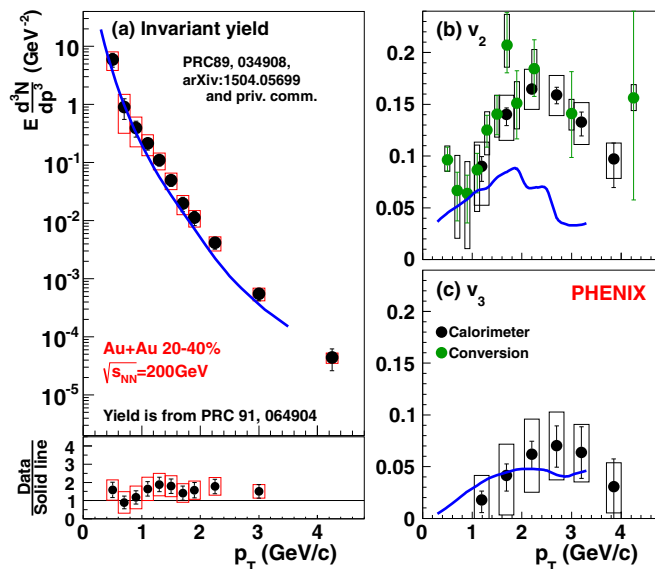 (a) Invariant yield
PRC89, 034908,
arXiv:1504.05699
and priv. comm.
E d³N/dp³ (GeV⁻²)
10
1
10⁻¹
10⁻²
10⁻³
10⁻⁴
10⁻⁵
Au+Au 20-40%
√s_NN=200GeV
Yield is from PRC 91, 064904
Data
Solid line
4
3
2
1
0
0 1 2 3 4
p_T (GeV/c)
(b) v₂
0.2
0.15
0.1
0.05
0
(c) v₃
PHENIX
Calorimeter
Conversion
0.2
0.15
0.1
0.05
0
0 1 2 3 4
p_T (GeV/c)